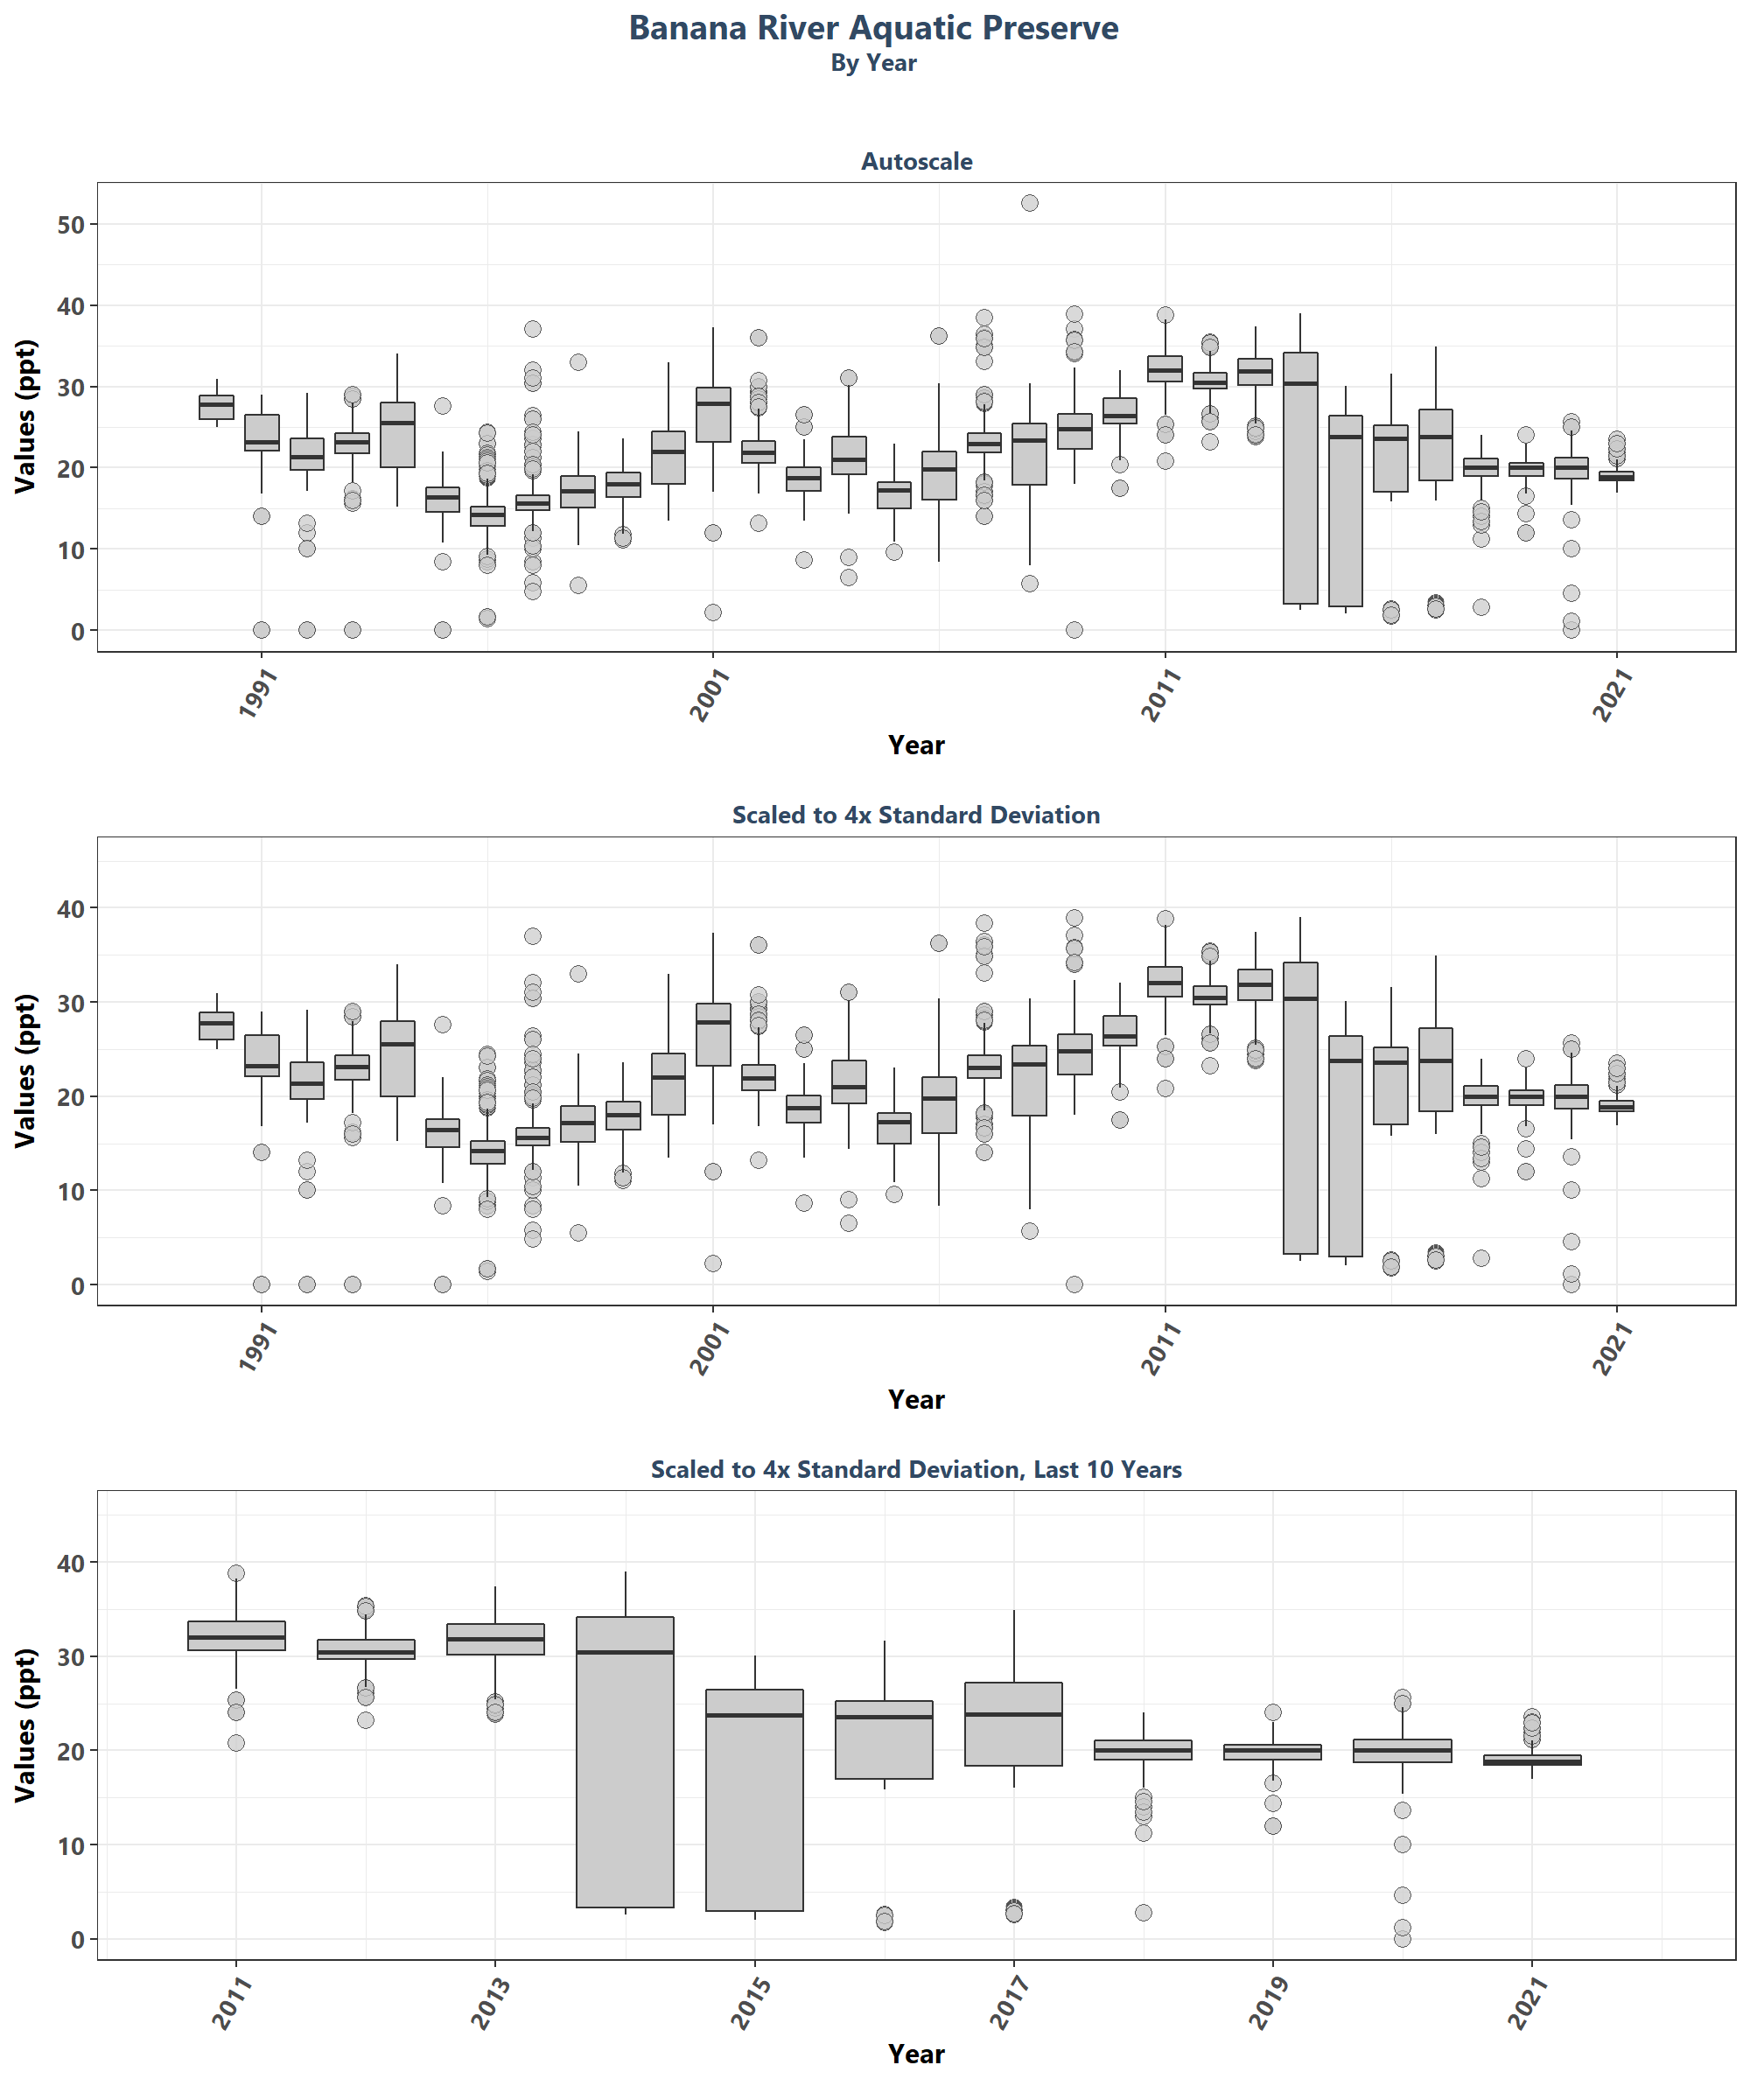 Banana River Aquatic Preserve
By Year
Autoscale
Values (ppt)
50
40
30
20
10
0
1991
2001
2011
2021
Year
Scaled to 4x Standard Deviation
Values (ppt)
40
30
20
10
0
1991
2001
2011
2021
Year
Scaled to 4x Standard Deviation, Last 10 Years
Values (ppt)
40
30
20
10
0
2011
2013
2015
2017
2019
2021
Year